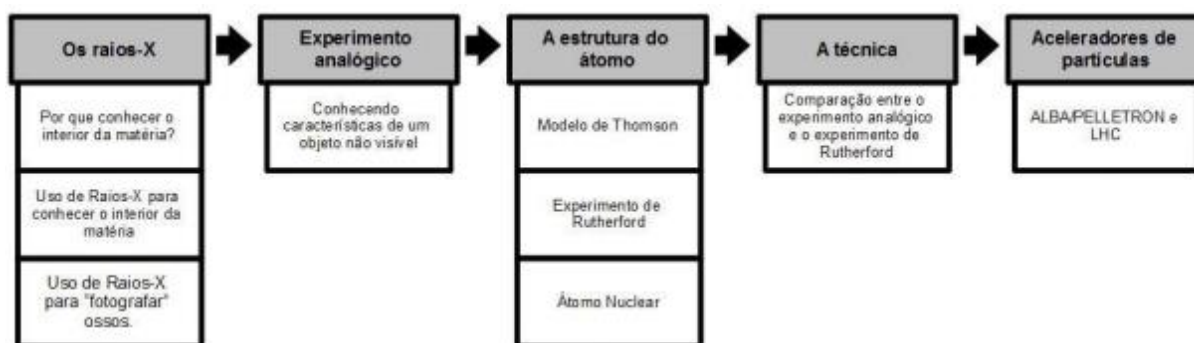 Os raios-X
Por que conhecer o
interior da matéria?
Uso de Raios-X para
conhecer o interior da
matéria
Uso de Raios-X
para "fotografar"
ossos.
Experimento
analógico
Conhecendo
características de um
objeto não visível
A estrutura do
átomo
Modelo de Thomson
Experimento de
Rutherford
Átomo Nuclear
A técnica
Comparação entre o
experimento analógico
e o experimento de
Rutherford
Aceleradores de
partículas
ALBA/PELLETRON e
LHC